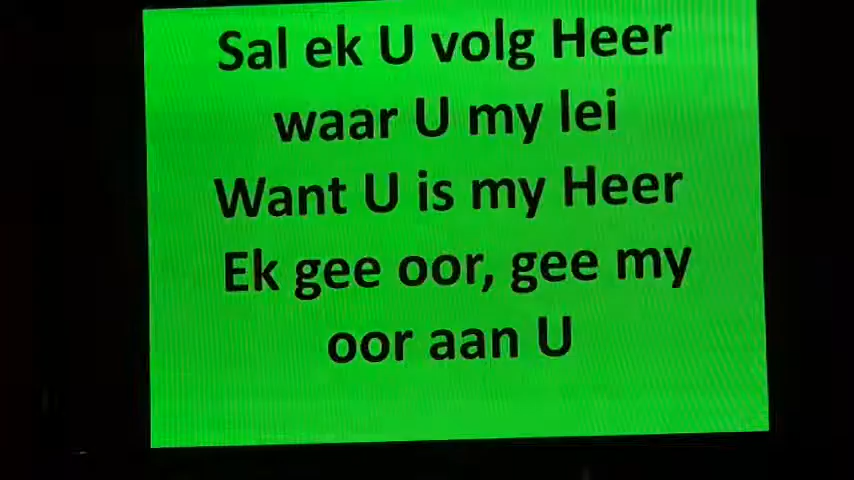 Sal ek U volg Heer
waar U my lei
Want U is my Heer
Ek gee oor, gee my
oor aan U